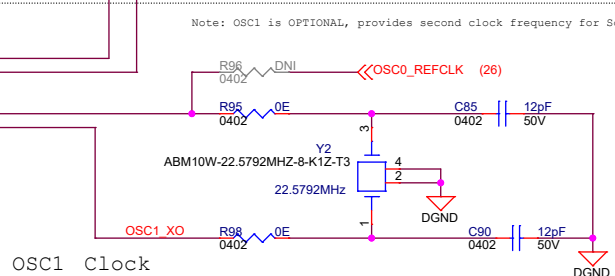 Note: OSC1 is OPTIONAL, provides second clock frequency for
R96 DNI
0402
OSC0_REFCLK (26)
R95 0E
0402
C85 12pF
0402 50V
3
Y2
ABM10W-22.5792MHZ-8-K1Z-T3
4
2
22.5792MHz
DGND
1
OSC1_XO
R98 0E
0402
C90 12pF
0402 50V
OSC1 Clock
DGND